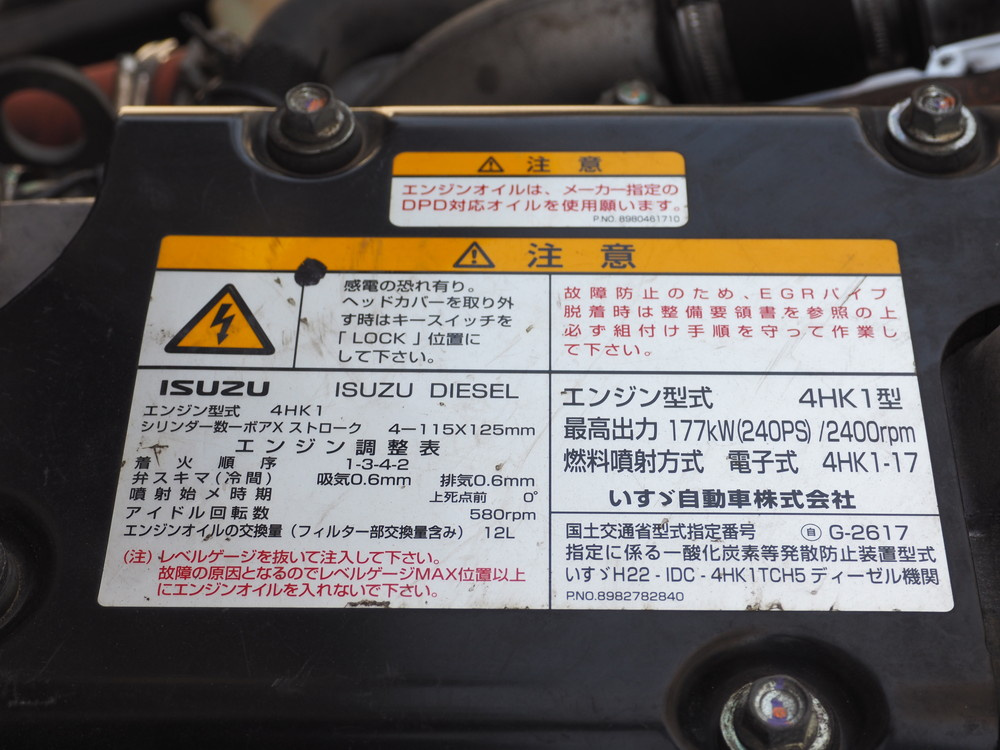 注意
エンジンオイルは、メーカー指定の
DPD対応オイルを使用願います。
P.NO. 8980461710
注意
感電の恐れ有り。
ヘッドカバーを取り外
す時はキースイッチを
「LOCK」位置に
して下さい。
故障防止のため、EGRパイプ
脱着時は整備要領書を参照の上
必ず組付け手順を守って作業し
て下さい。
ISUZU ISUZU DIESEL
エンジン型式 4HK1
シリンダー数ーボアXストローク 4ー115X125mm
エンジン調整表
着火順序 1-3-4-2
弁スキマ(冷間) 吸気0.6mm 排気0.6mm
噴射始メ時期 上死点前 0°
アイドル回転数 580rpm
エンジンオイルの交換量(フィルター部交換量含み) 12L
(注)レベルゲージを抜いて注入して下さい。
故障の原因となるのでレベルゲージMAX位置以上
にエンジンオイルを入れないで下さい。
エンジン型式 4HK1型
最高出力 177kW(240PS)/2400rpm
燃料噴射方式 電子式 4HK1-17
いすゞ自動車株式会社
国土交通省型式指定番号 自 G-2617
指定に係る一酸化炭素等発散防止装置型式
いすゞH22-IDC-4HK1TCH5ディーゼル機関
P.NO.8982782840